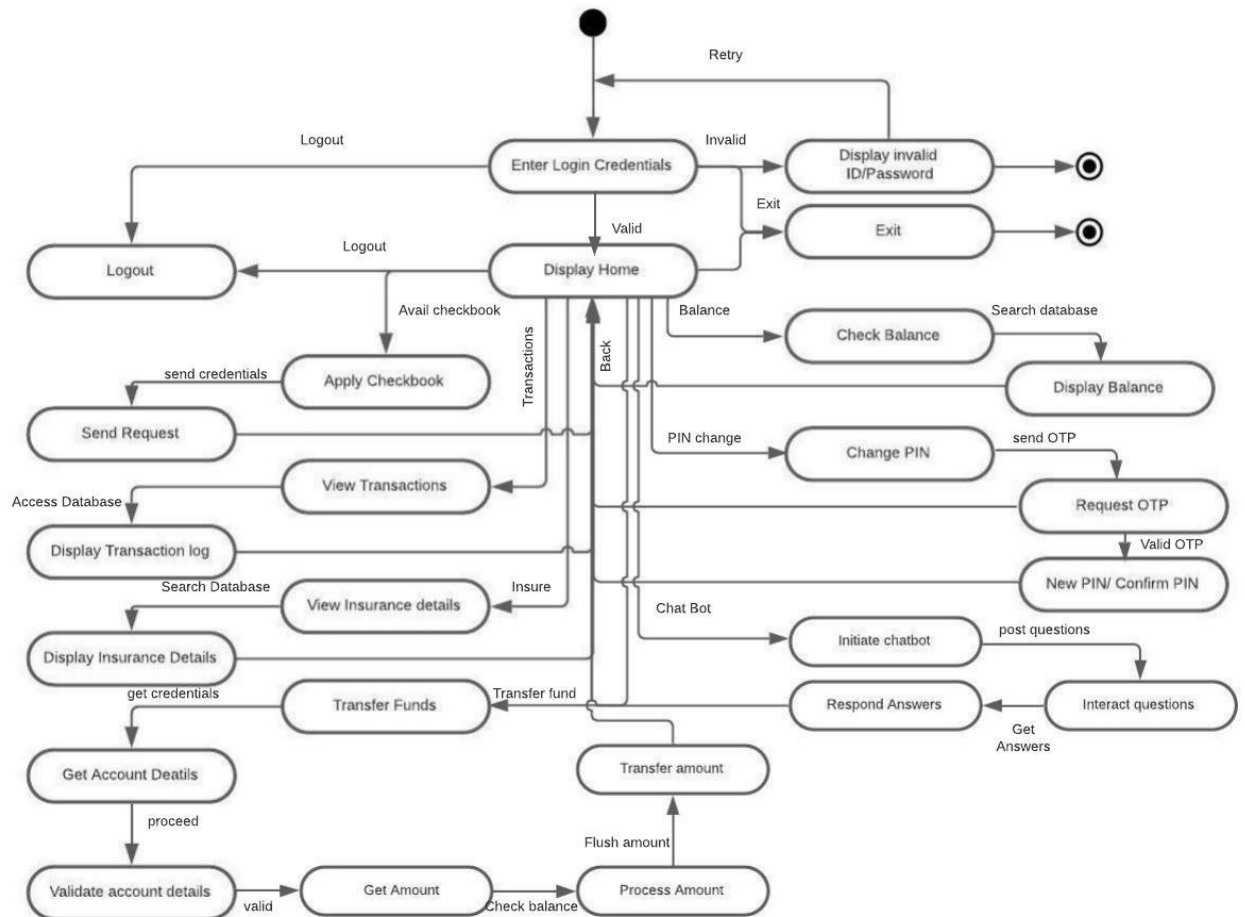 Retry
Logout
Enter Login Credentials
Invalid
Display invalid
ID/Password
Exit
Exit
Valid
Logout
Logout
Display Home
Avail checkbook
Balance
Check Balance
Search database
Display Balance
Transactions
Back
send credentials
Apply Checkbook
Send Request
PIN change
Change PIN
send OTP
Request OTP
Valid OTP
New PIN/ Confirm PIN
View Transactions
Access Database
Display Transaction log
Search Database
View Insurance details
Insure
Display Insurance Details
Chat Bot
Initiate chatbot
post questions
Interact questions
Get
Answers
Respond Answers
Transfer fund
Transfer Funds
get credentials
Get Account Deatils
proceed
Validate account details
valid
Get Amount
Check balance
Process Amount
Flush amount
Transfer amount